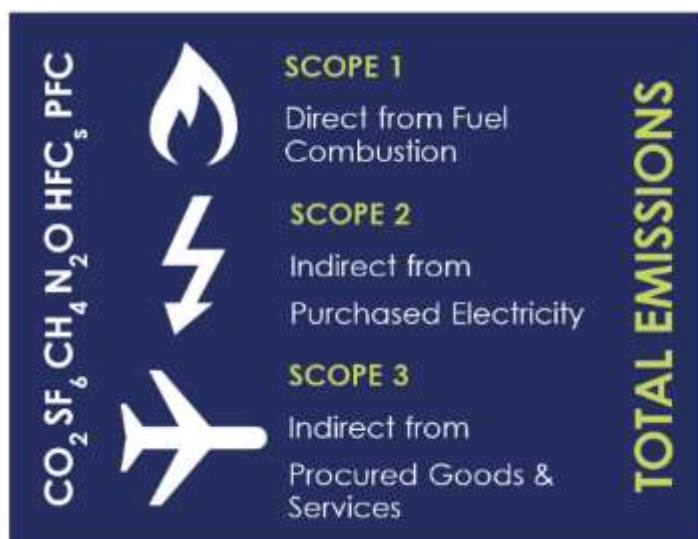 CO₂ SF₆ CH₄ N₂O HFCₛ PFC
SCOPE 1
Direct from Fuel
Combustion
SCOPE 2
Indirect from
Purchased Electricity
SCOPE 3
Indirect from
Procured Goods &
Services
TOTAL EMISSIONS